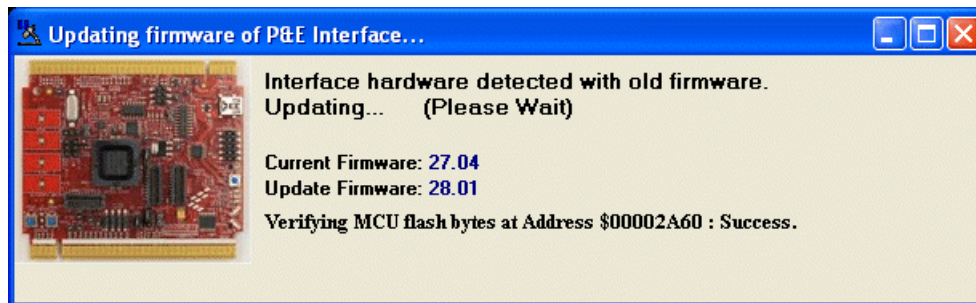 Updating firmware of P&E Interface...
Interface hardware detected with old firmware.
Updating... (Please Wait)
Current Firmware: 27.04
Update Firmware: 28.01
Verifying MCU flash bytes at Address $00002A60 : Success.